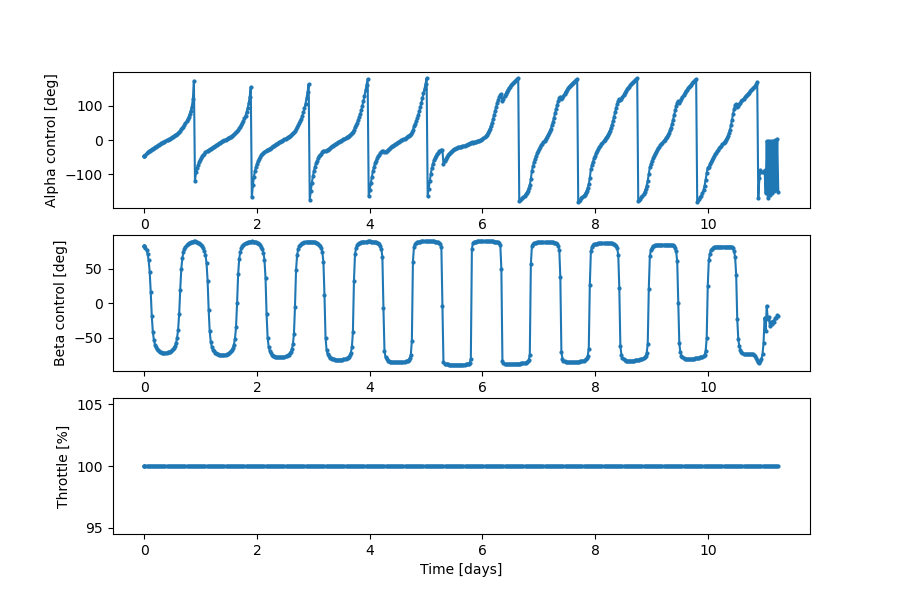 Alpha control [deg]
100
0
−100
0 2 4 6 8 10
Beta control [deg]
50
0
−50
0 2 4 6 8 10
Throttle [%]
105
100
95
0 2 4 6 8 10
Time [days]